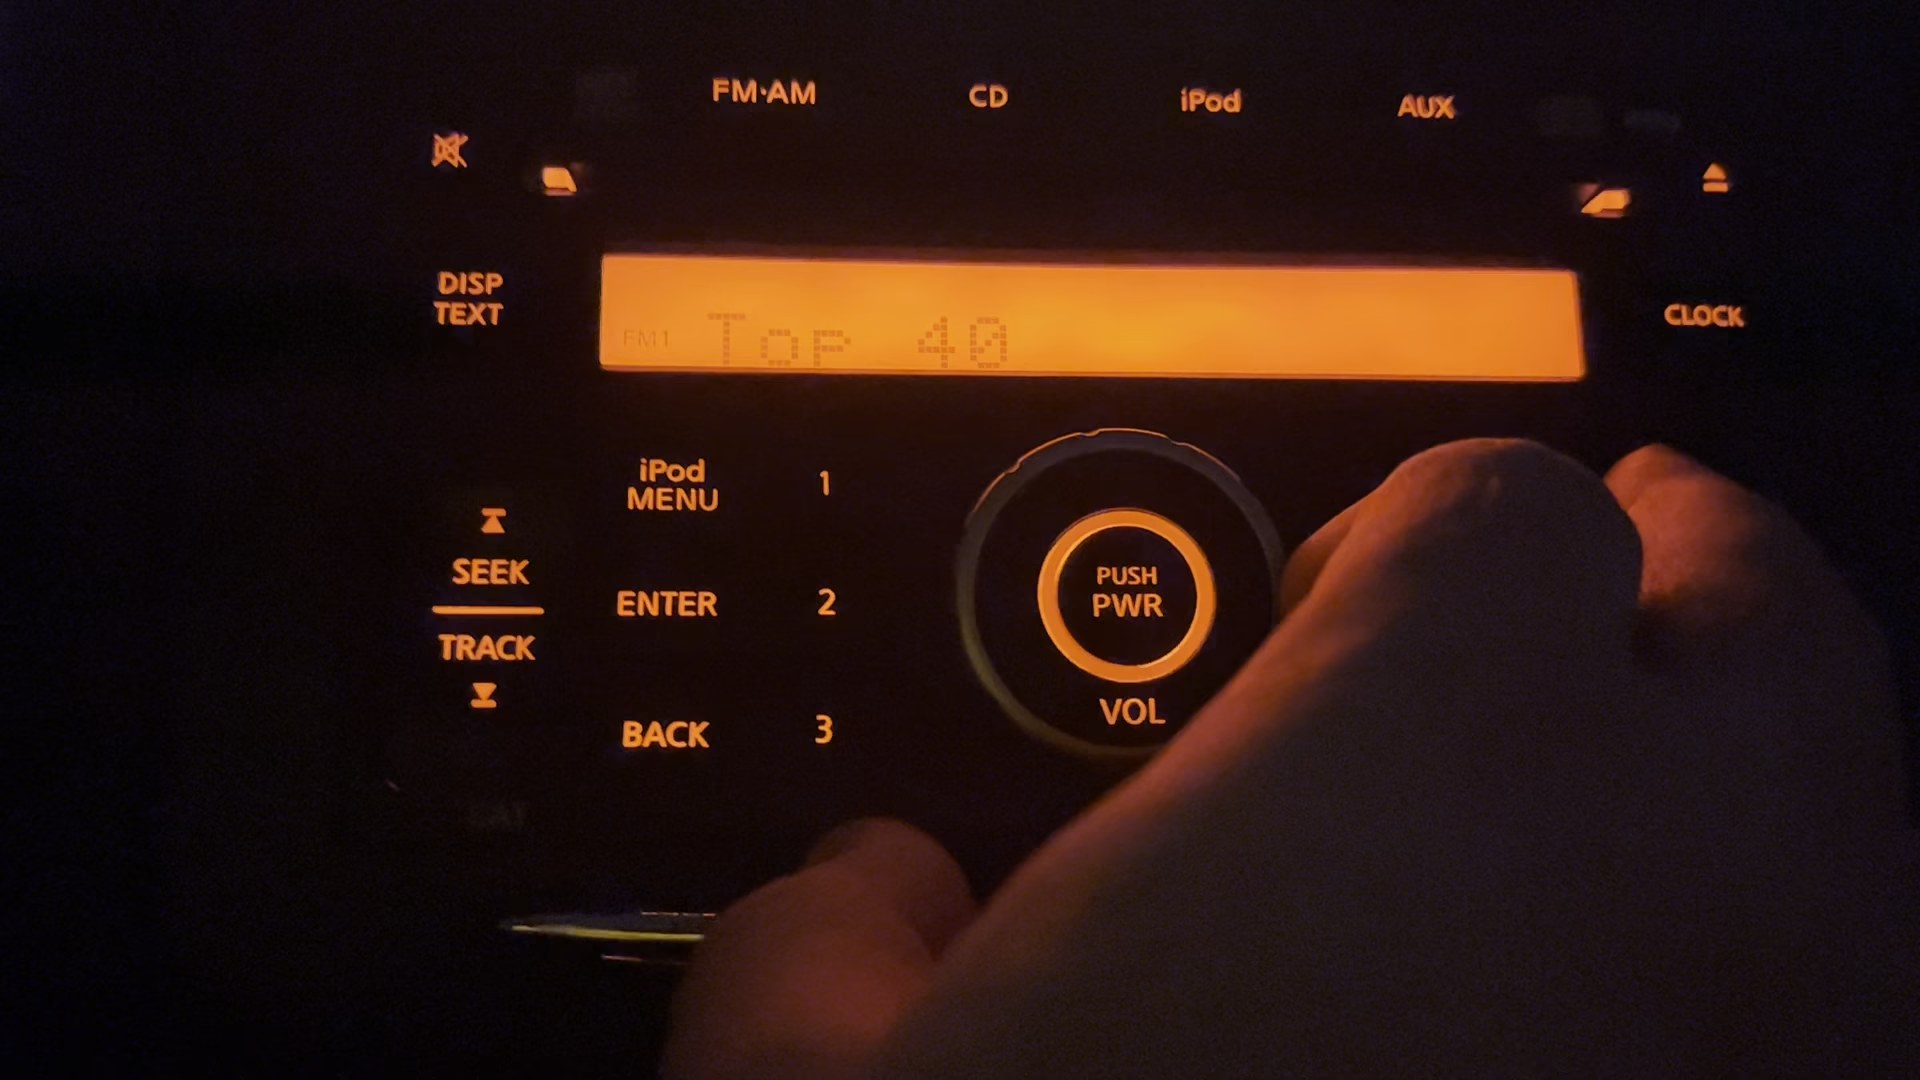 FM·AM CD iPod AUX
DISP
TEXT
FM1 Top 40
CLOCK
iPod
MENU
1
SEEK
TRACK
ENTER
2
BACK
3
PUSH
PWR
VOL